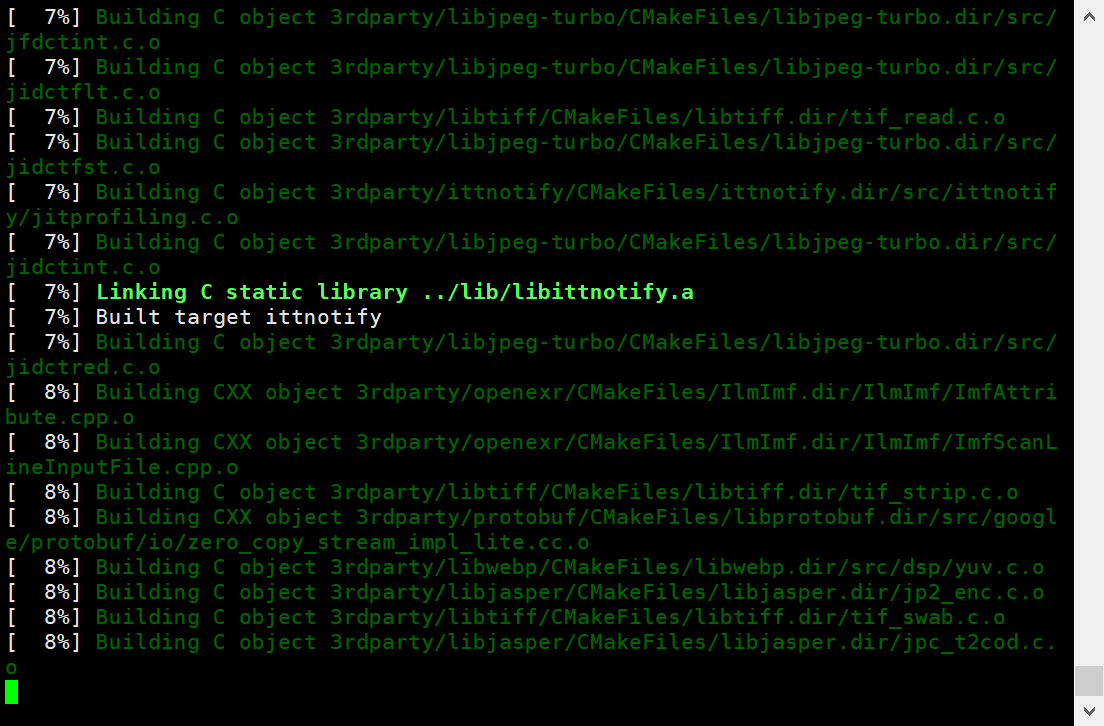 [  7%] Building C object 3rdparty/libjpeg-turbo/CMakeFiles/libjpeg-turbo.dir/src/
jfdctint.c.o
[  7%] Building C object 3rdparty/libjpeg-turbo/CMakeFiles/libjpeg-turbo.dir/src/
jidctflt.c.o
[  7%] Building C object 3rdparty/libtiff/CMakeFiles/libtiff.dir/tif_read.c.o
[  7%] Building C object 3rdparty/libjpeg-turbo/CMakeFiles/libjpeg-turbo.dir/src/
jidctfst.c.o
[  7%] Building C object 3rdparty/ittnotify/CMakeFiles/ittnotify.dir/src/ittnotif
y/jitprofiling.c.o
[  7%] Building C object 3rdparty/libjpeg-turbo/CMakeFiles/libjpeg-turbo.dir/src/
jidctint.c.o
[  7%] Linking C static library ../lib/libittnotify.a
[  7%] Built target ittnotify
[  7%] Building C object 3rdparty/libjpeg-turbo/CMakeFiles/libjpeg-turbo.dir/src/
jidctred.c.o
[  8%] Building CXX object 3rdparty/openexr/CMakeFiles/IlmImf.dir/IlmImf/ImfAttri
bute.cpp.o
[  8%] Building CXX object 3rdparty/openexr/CMakeFiles/IlmImf.dir/IlmImf/ImfScanL
ineInputFile.cpp.o
[  8%] Building C object 3rdparty/libtiff/CMakeFiles/libtiff.dir/tif_strip.c.o
[  8%] Building CXX object 3rdparty/protobuf/CMakeFiles/libprotobuf.dir/src/googl
e/protobuf/io/zero_copy_stream_impl_lite.cc.o
[  8%] Building C object 3rdparty/libwebp/CMakeFiles/libwebp.dir/src/dsp/yuv.c.o
[  8%] Building C object 3rdparty/libjasper/CMakeFiles/libjasper.dir/jp2_enc.c.o
[  8%] Building C object 3rdparty/libtiff/CMakeFiles/libtiff.dir/tif_swab.c.o
[  8%] Building C object 3rdparty/libjasper/CMakeFiles/libjasper.dir/jpc_t2cod.c.
o